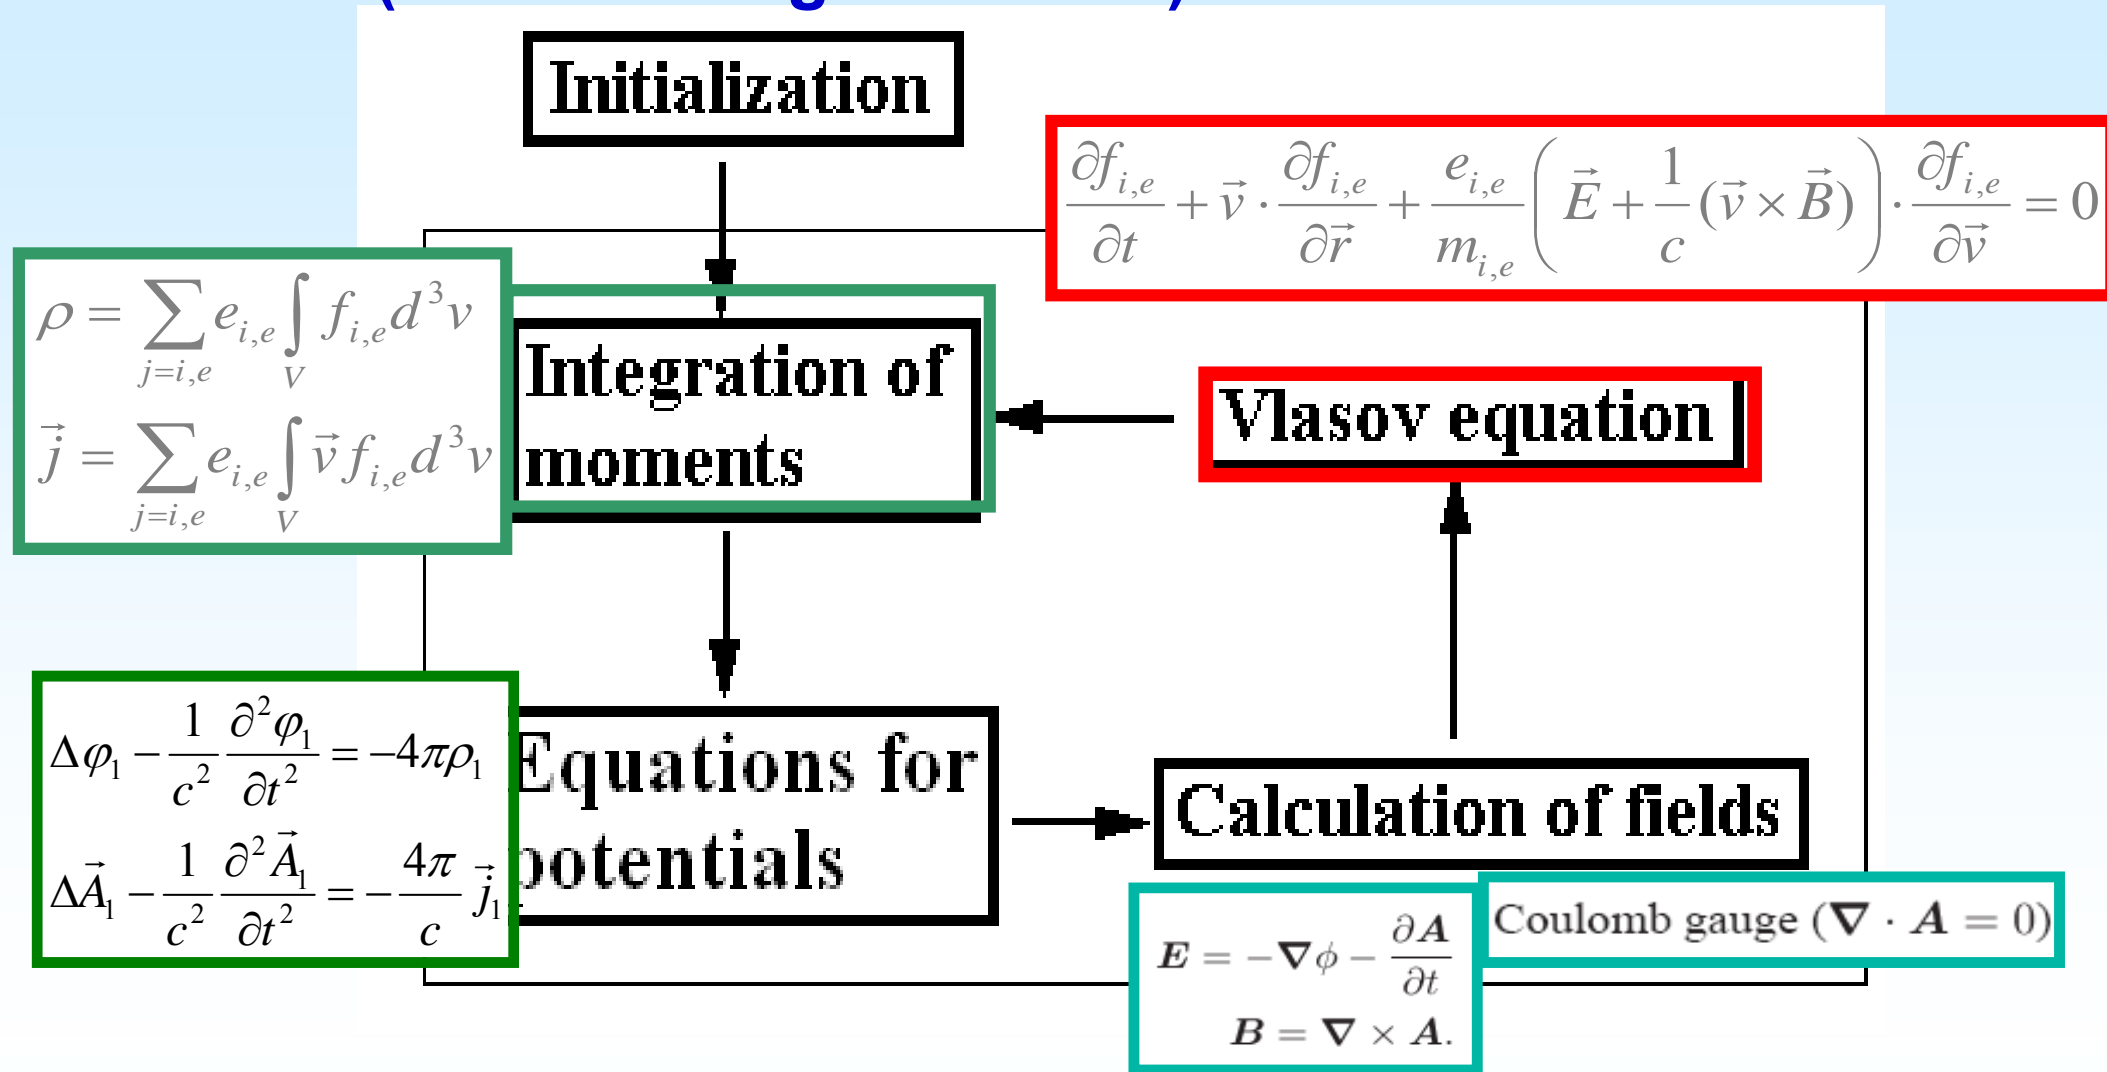 Initialization
∂f_{i,e}/∂t + v⃗ · ∂f_{i,e}/∂r⃗ + e_{i,e}/m_{i,e} (E⃗ + 1/c (v⃗ × B⃗)) · ∂f_{i,e}/∂v⃗ = 0
ρ = ∑_{j=i,e} e_{i,e} ∫_V f_{i,e} d³v
j⃗ = ∑_{j=i,e} e_{i,e} ∫_V v⃗ f_{i,e} d³v
Integration of
moments
Vlasov equation
Δφ₁ − 1/c² ∂²φ₁/∂t² = −4πρ₁
ΔA⃗₁ − 1/c² ∂²A⃗₁/∂t² = − 4π/c j⃗₁
Equations for
potentials
Calculation of fields
E = −∇ϕ − ∂A/∂t
B = ∇ × A.
Coulomb gauge (∇ · A = 0)